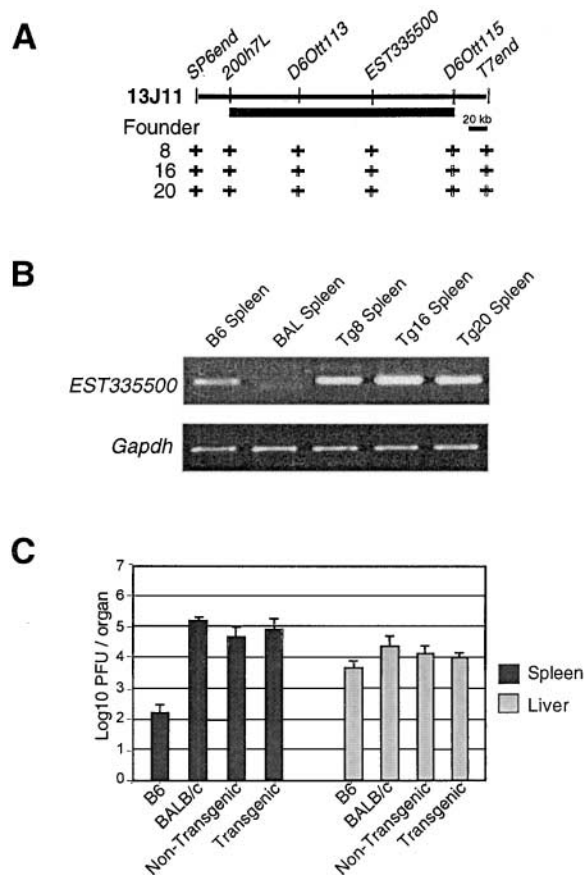 A
SP6end
200h7L
D6Ott113
EST335500
D6Ott115
T7end
13J11
Founder
20 kb
8 + + + + + +
16 + + + + + +
20 + + + + + +
B
B6 Spleen
BAL Spleen
Tg8 Spleen
Tg16 Spleen
Tg20 Spleen
EST335500
Gapdh
C
Log10 PFU / organ
7
6
5
4
3
2
1
0
B6
BALB/c
Non-Transgenic
Transgenic
B6
BALB/c
Non-Transgenic
Transgenic
Spleen
Liver